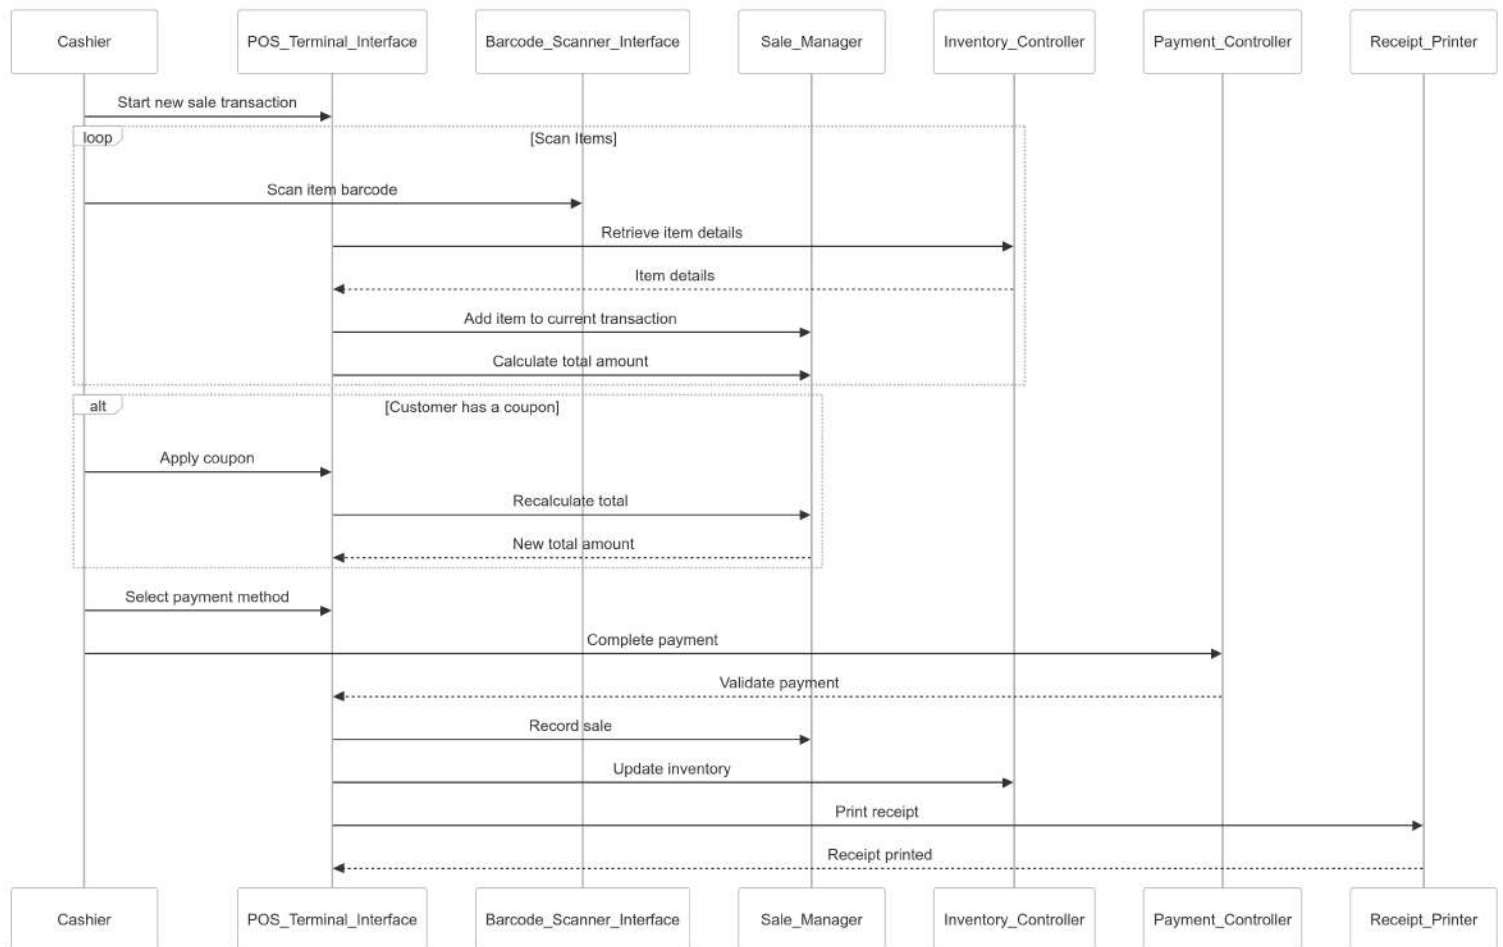 Cashier
POS_Terminal_Interface
Barcode_Scanner_Interface
Sale_Manager
Inventory_Controller
Payment_Controller
Receipt_Printer
Start new sale transaction
loop
[Scan Items]
Scan item barcode
Retrieve item details
Item details
Add item to current transaction
Calculate total amount
alt
[Customer has a coupon]
Apply coupon
Recalculate total
New total amount
Select payment method
Complete payment
Validate payment
Record sale
Update inventory
Print receipt
Receipt printed
Cashier
POS_Terminal_Interface
Barcode_Scanner_Interface
Sale_Manager
Inventory_Controller
Payment_Controller
Receipt_Printer